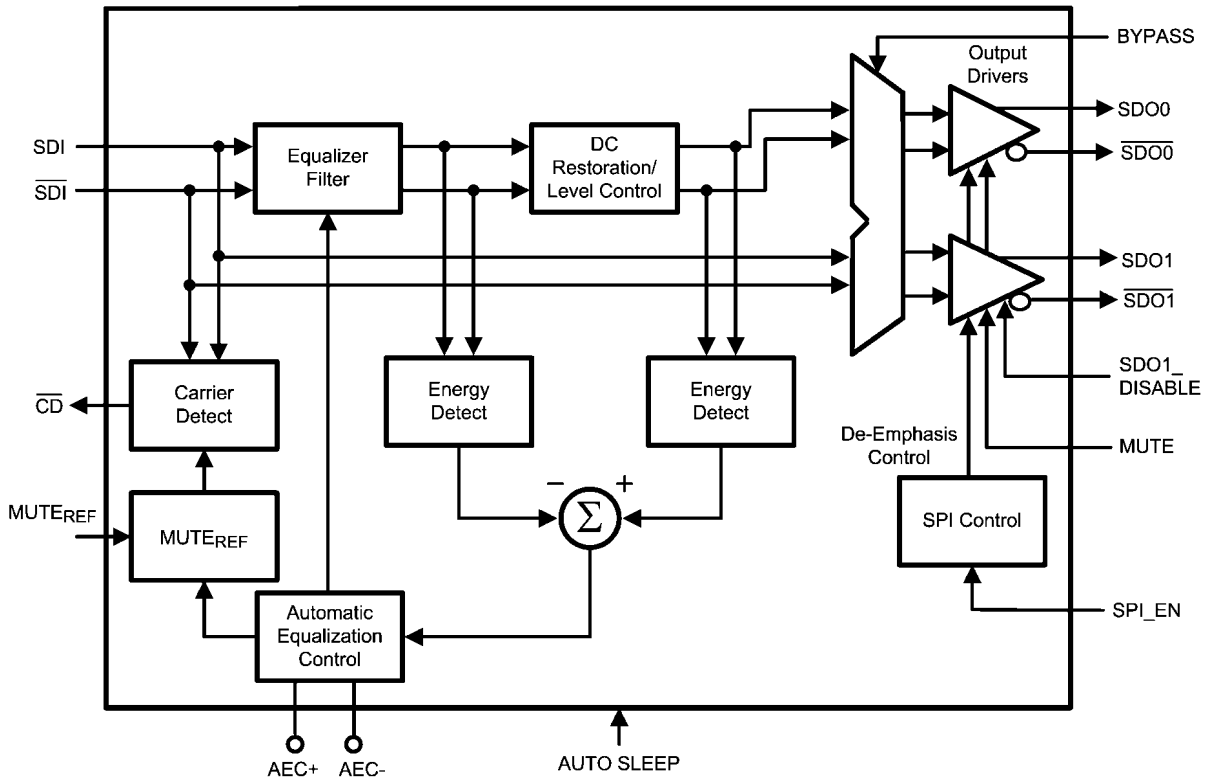 BYPASS
Output
Drivers
SDO0
SDO0
SDI
SDI
Equalizer
Filter
DC
Restoration/
Level Control
SDO1
SDO1
SDO1_
DISABLE
CD
Carrier
Detect
Energy
Detect
Energy
Detect
De-Emphasis
Control
MUTE
MUTEREF
MUTEREF
− +
Σ
SPI Control
SPI_EN
Automatic
Equalization
Control
AEC+ AEC-
AUTO SLEEP